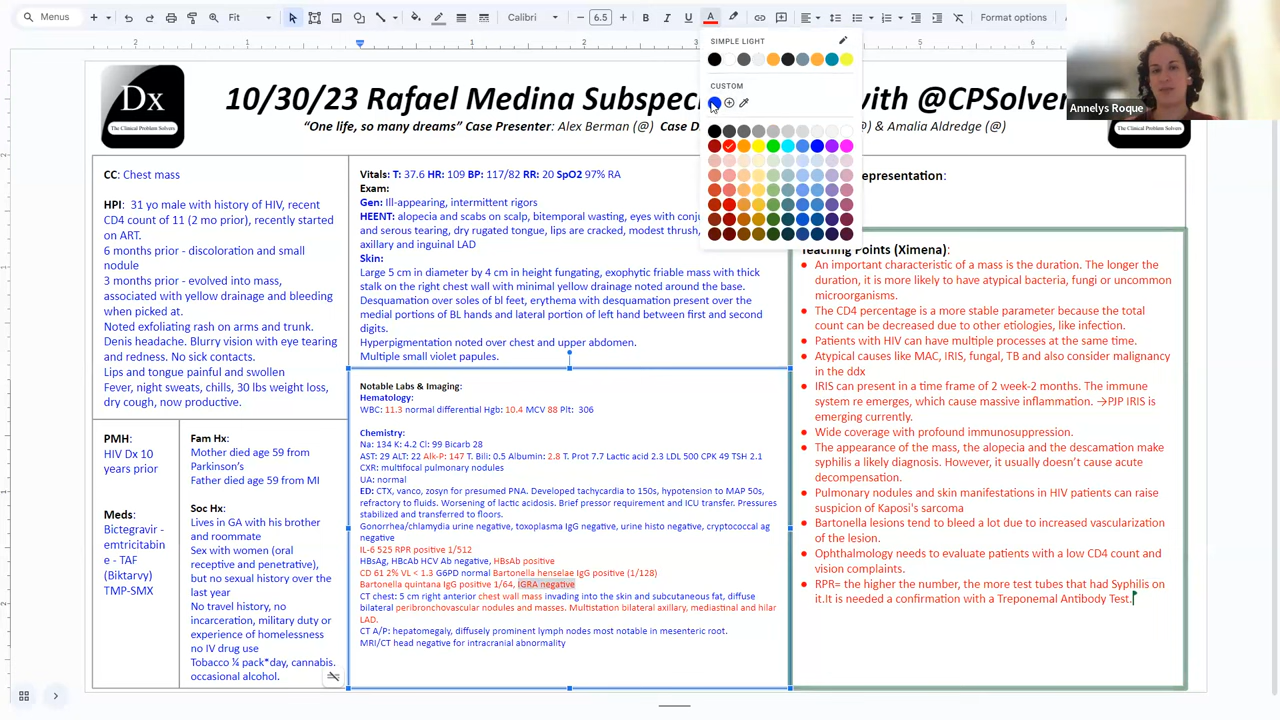 Menus
Fit
Calibri
6.5
Format options
SIMPLE LIGHT
CUSTOM
2
1
1
2
5
1
2
Annelys Roque
Dx
The Clinical Problem Solvers
10/30/23 Rafael Medina Subspec
with @CPSolver
“One life, so many dreams” Case Presenter: Alex Berman (@) Case D
@) & Amalia Aldredge (@)
The Clinical Problem Solvers
CC: Chest mass
HPI: 31 yo male with history of HIV, recent
CD4 count of 11 (2 mo prior), recently started
on ART.
6 months prior - discoloration and small
nodule
3 months prior - evolved into mass,
associated with yellow drainage and bleeding
when picked at.
Noted exfoliating rash on arms and trunk.
Denis headache. Blurry vision with eye tearing
and redness. No sick contacts.
Lips and tongue painful and swollen
Fever, night sweats, chills, 30 lbs weight loss,
dry cough, now productive.
PMH:
HIV Dx 10
years prior
Meds:
Bictegravir -
emtricitabin
e - TAF
(Biktarvy)
TMP-SMX
Fam Hx:
Mother died age 59 from
Parkinson’s
Father died age 59 from MI
Soc Hx:
Lives in GA with his brother
and roommate
Sex with women (oral
receptive and penetrative),
but no sexual history over the
last year
No travel history, no
incarceration, military duty or
experience of homelessness
no IV drug use
Tobacco ¼ pack*day, cannabis.
occasional alcohol.
Vitals: T: 37.6 HR: 109 BP: 117/82 RR: 20 SpO2 97% RA
Exam:
Gen: Ill-appearing, intermittent rigors
HEENT: alopecia and scabs on scalp, bitemporal wasting, eyes with conju
and serous tearing, dry rugated tongue, lips are cracked, modest thrush,
axillary and inguinal LAD
Skin:
Large 5 cm in diameter by 4 cm in height fungating, exophytic friable mass with thick
stalk on the right chest wall with minimal yellow drainage noted around the base.
Desquamation over soles of bl feet, erythema with desquamation present over the
medial portions of BL hands and lateral portion of left hand between first and second
digits.
Hyperpigmentation noted over chest and upper abdomen.
Multiple small violet papules.
Notable Labs & Imaging:
Hematology:
WBC: 11.3 normal differential Hgb: 10.4 MCV 88 Plt: 306
Chemistry:
Na: 134 K: 4.2 Cl: 99 Bicarb 28
AST: 29 ALT: 22 Alk-P: 147 T. Bili: 0.5 Albumin: 2.8 T. Prot 7.7 Lactic acid 2.3 LDL 500 CPK 49 TSH 2.1
CXR: multifocal pulmonary nodules
UA: normal
ED: CTX, vanco, zosyn for presumed PNA. Developed tachycardia to 150s, hypotension to MAP 50s,
refractory to fluids. Worsening of lactic acidosis. Brief pressor requirement and ICU transfer. Pressures
stabilized and transferred to floors.
Gonorrhea/chlamydia urine negative, toxoplasma IgG negative, urine histo negative, cryptococcal ag
negative
IL-6 525 RPR positive 1/512
HBsAg, HBcAb HCV Ab negative, HBsAb positive
CD 61 2% VL < 1.3 G6PD normal Bartonella henselae IgG positive (1/128)
Bartonella quintana IgG positive 1/64, IGRA negative
CT chest: 5 cm right anterior chest wall mass invading into the skin and subcutaneous fat, diffuse
bilateral peribronchovascular nodules and masses. Multistation bilateral axillary, mediastinal and hilar
LAD.
CT A/P: hepatomegaly, diffusely prominent lymph nodes most notable in mesenteric root.
MRI/CT head negative for intracranial abnormality
epresentation:
Teaching Points (Ximena):
An important characteristic of a mass is the duration. The longer the
duration, it is more likely to have atypical bacteria, fungi or uncommon
microorganisms.
The CD4 percentage is a more stable parameter because the total
count can be decreased due to other etiologies, like infection.
Patients with HIV can have multiple processes at the same time.
Atypical causes like MAC, IRIS, fungal, TB and also consider malignancy
in the ddx
IRIS can present in a time frame of 2 week-2 months. The immune
system re emerges, which cause massive inflammation. →PJP IRIS is
emerging currently.
Wide coverage with profound immunosuppression.
The appearance of the mass, the alopecia and the descamation make
syphilis a likely diagnosis. However, it usually doesn’t cause acute
decompensation.
Pulmonary nodules and skin manifestations in HIV patients can raise
suspicion of Kaposi's sarcoma
Bartonella lesions tend to bleed a lot due to increased vascularization
of the lesion.
Ophthalmology needs to evaluate patients with a low CD4 count and
vision complaints.
RPR= the higher the number, the more test tubes that had Syphilis on
it.It is needed a confirmation with a Treponemal Antibody Test.